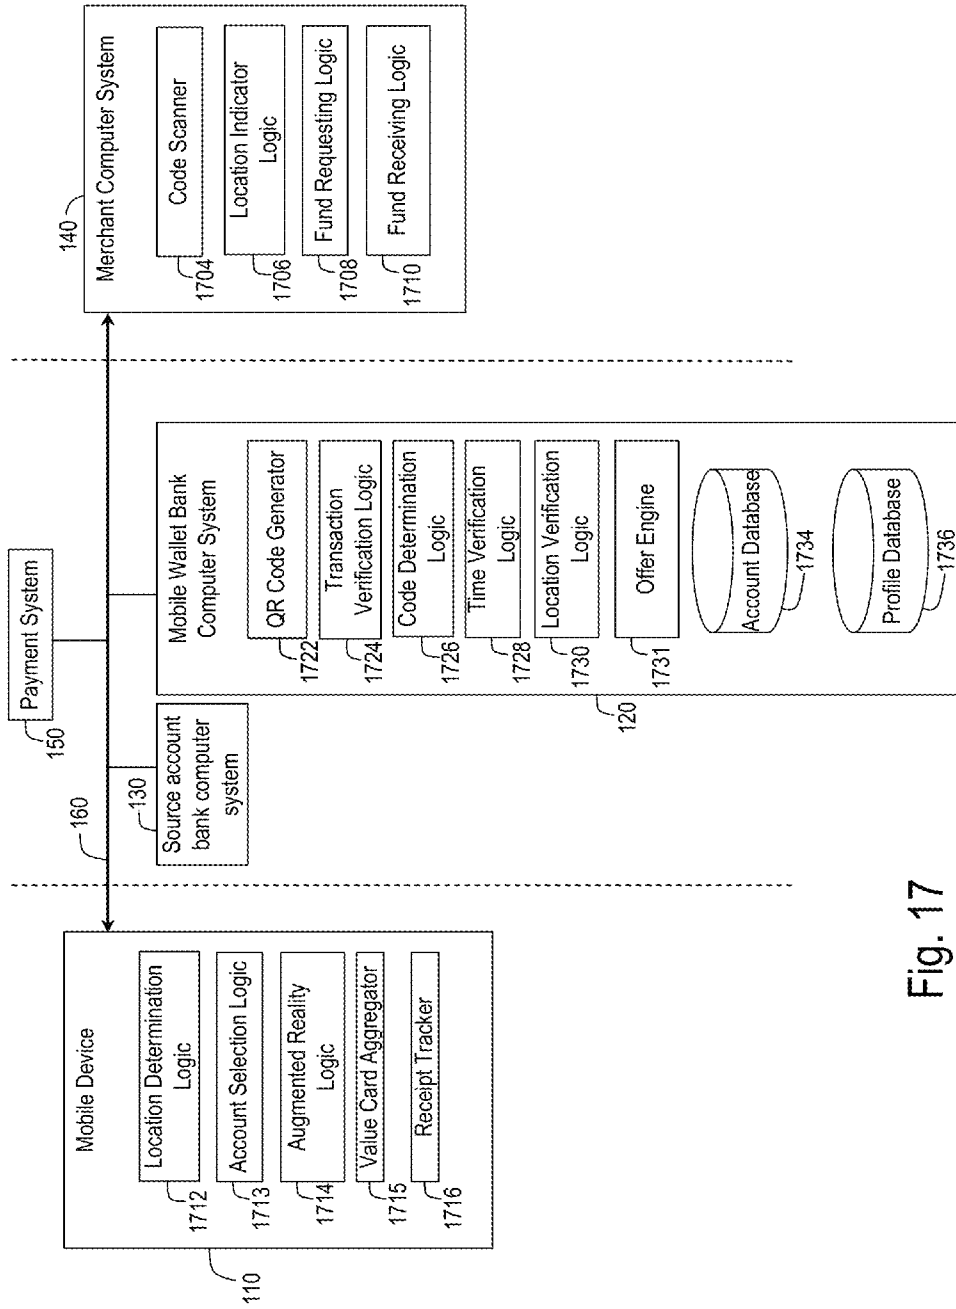 Payment System
150
160
Mobile Device
Location Determination
Logic
1712
Account Selection Logic
1713
Augmented Reality
Logic
1714
Value Card Aggregator
1715
Receipt Tracker
1716
110
130
Source account
bank computer
system
Mobile Wallet Bank
Computer System
QR Code Generator
1722
Transaction
Verification Logic
1724
Code Determination
Logic
1726
Time Verification
Logic
1728
Location Verification
Logic
1730
Offer Engine
1731
Account Database
1734
Profile Database
1736
120
140
Merchant Computer System
Code Scanner
1704
Location Indicator
Logic
1706
Fund Requesting Logic
1708
Fund Receiving Logic
1710
Fig. 17